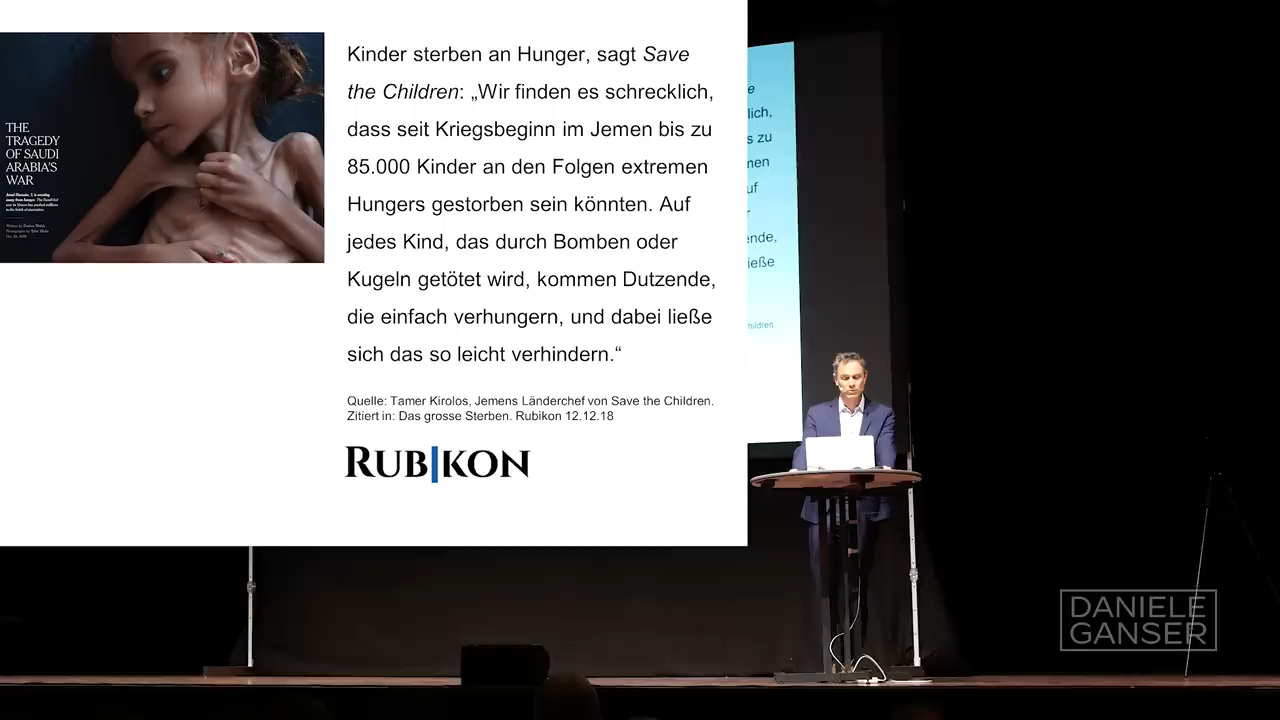 THE
TRAGEDY
OF SAUDI
ARABIA'S
WAR
Kinder sterben an Hunger, sagt Save
the Children: „Wir finden es schrecklich,
dass seit Kriegsbeginn im Jemen bis zu
85.000 Kinder an den Folgen extremen
Hungers gestorben sein könnten. Auf
jedes Kind, das durch Bomben oder
Kugeln getötet wird, kommen Dutzende,
die einfach verhungern, und dabei ließe
sich das so leicht verhindern.“
Quelle: Tamer Kirolos, Jemens Länderchef von Save the Children.
Zitiert in: Das grosse Sterben. Rubikon 12.12.18
RUBIKON
DANIELE
GANSER